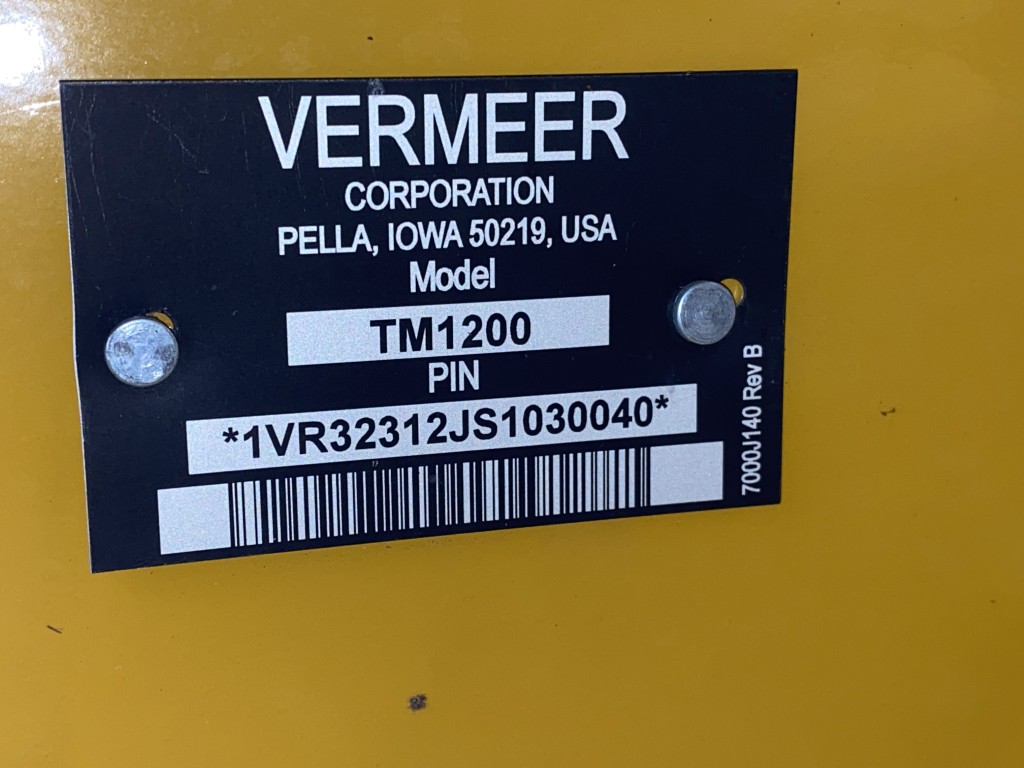 VERMEER
CORPORATION
PELLA, IOWA 50219, USA
Model
TM1200
PIN
*1VR32312JS1030040*
7000J140 Rev B